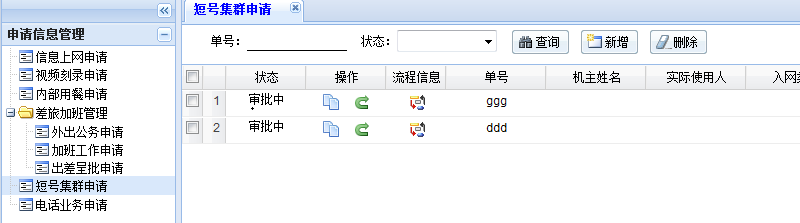 短号集群申请
申请信息管理
信息上网申请
视频刻录申请
内部用餐申请
差旅加班管理
外出公务申请
加班工作申请
出差呈批申请
短号集群申请
电话业务申请
单号: 状态: 查询 新增 删除
状态 操作 流程信息 单号 机主姓名 实际使用人 入网
1 审批中 ggg
2 审批中 ddd